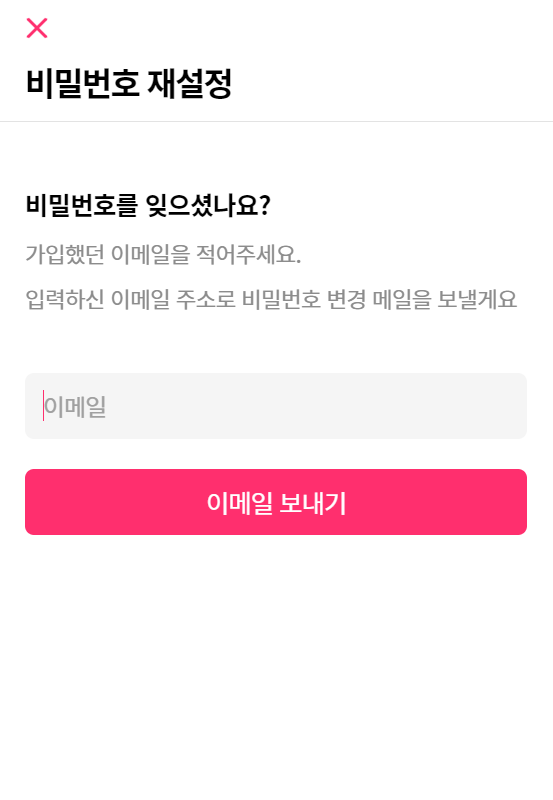 비밀번호 재설정
비밀번호를 잊으셨나요?
가입했던 이메일을 적어주세요.
입력하신 이메일 주소로 비밀번호 변경 메일을 보낼게요
이메일
이메일 보내기